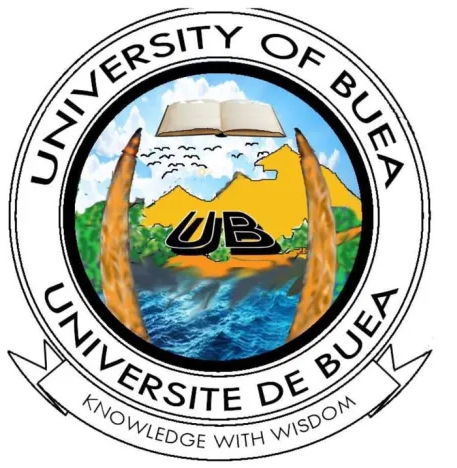 UNIVERSITY OF BUEA
UB
UNIVERSITE DE BUEA
KNOWLEDGE WITH WISDOM